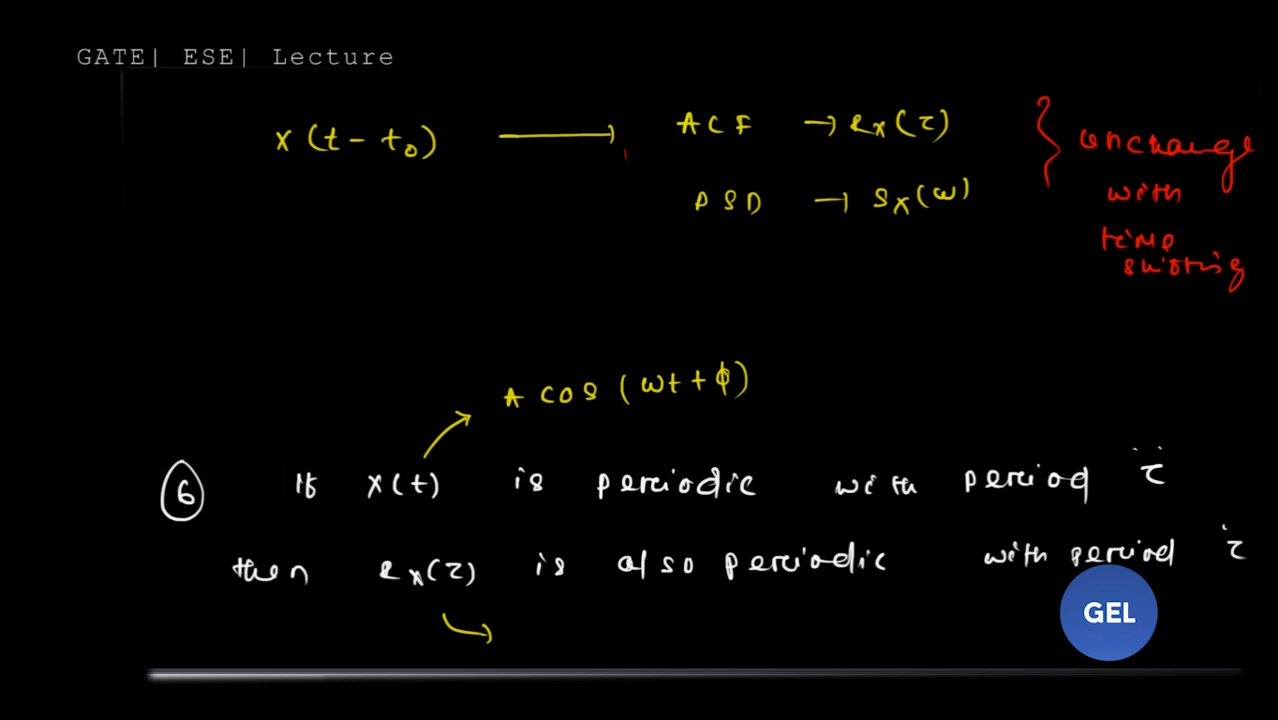 GATE| ESE| Lecture
x(t-t₀) → ACF → Rx(τ)
PSD → Sx(ω)
} unchange
with
time
shifting
A COS (ωt+ϕ)
⑥ If x(t) is periodic with period "τ
then Rx(τ) is also periodic with period "τ
GEL